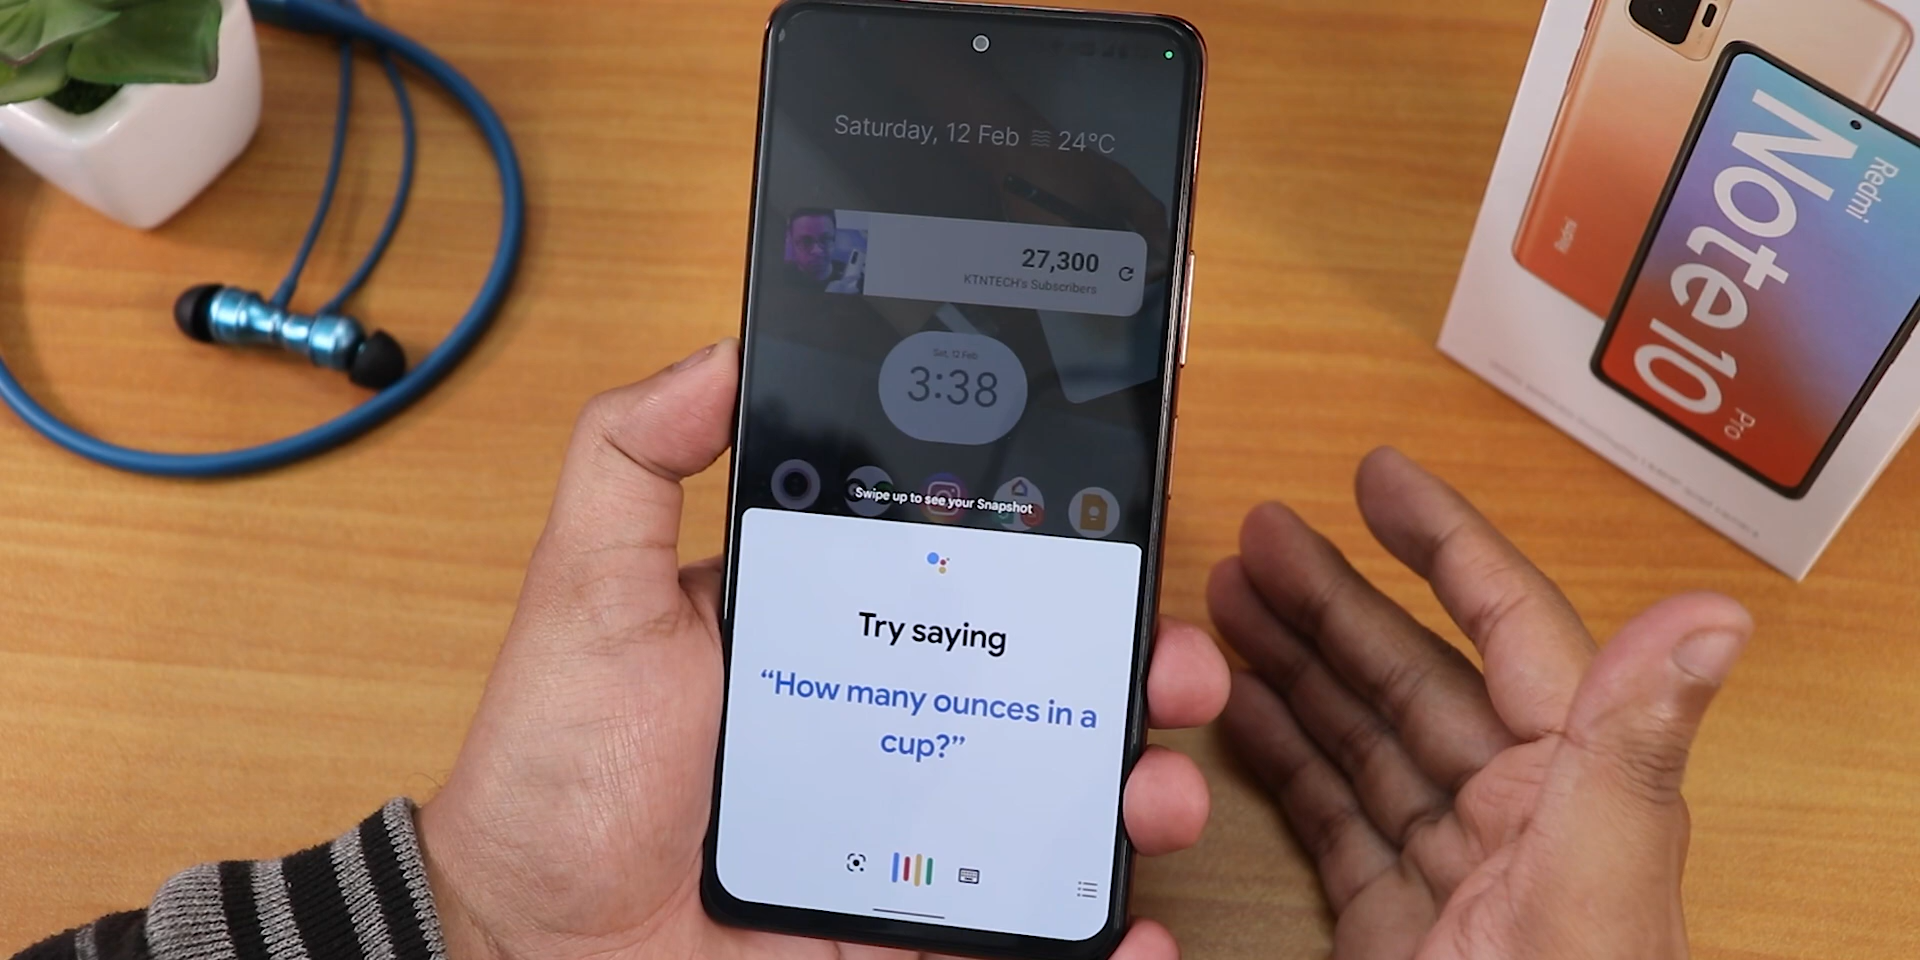 Saturday, 12 Feb 24°C
27,300
KTNTECH's Subscribers
Sat, 12 Feb
3:38
Swipe up to see your Snapshot
Try saying
“How many ounces in a
cup?”
Redmi
Note 10
Pro
Redmi